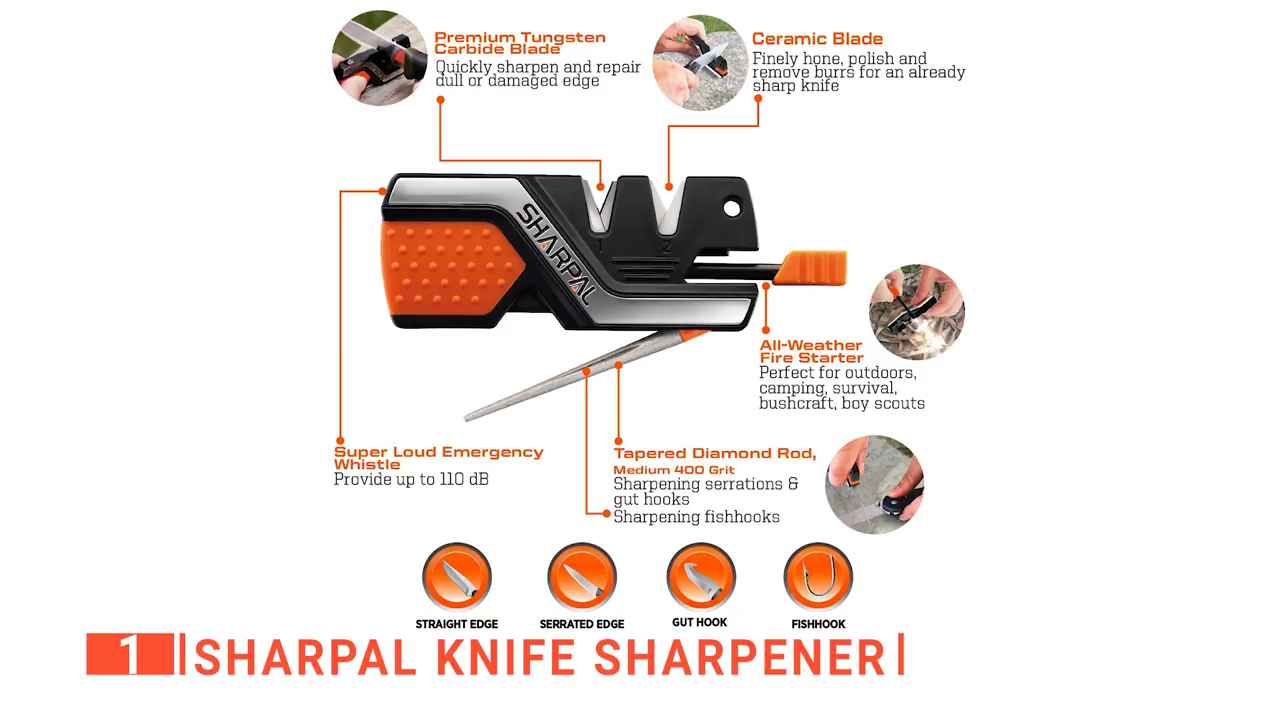 Premium Tungsten
Carbide Blade
Quickly sharpen and repair
dull or damaged edge
Ceramic Blade
Finely hone, polish and
remove burrs for an already
sharp knife
SHARPAL
1
2
All-Weather
Fire Starter
Perfect for outdoors,
camping, survival,
bushcraft, boy scouts
Super Loud Emergency
Whistle
Provide up to 110 dB
Tapered Diamond Rod,
Medium 400 Grit
Sharpening serrations &
gut hooks
Sharpening fishhooks
STRAIGHT EDGE
SERRATED EDGE
GUT HOOK
FISHHOOK
1 SHARPAL KNIFE SHARPENER